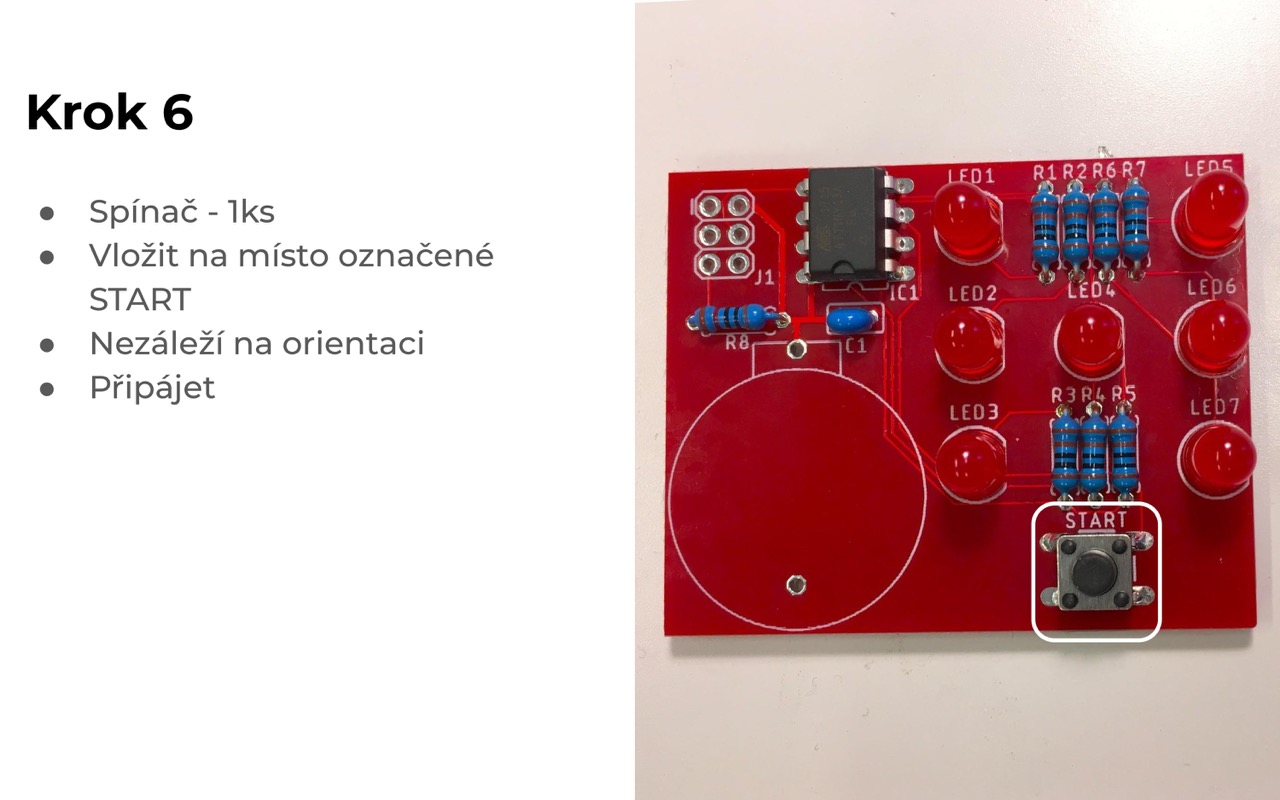 Krok 6
● Spínač - 1ks
● Vložit na místo označené
START
● Nezáleží na orientaci
● Připájet
LED1 R1 R2 R6 R7 LED5
J1 IC1
LED2 LED4 LED6
R8 C1
R3 R4 R5
LED3 LED7
START